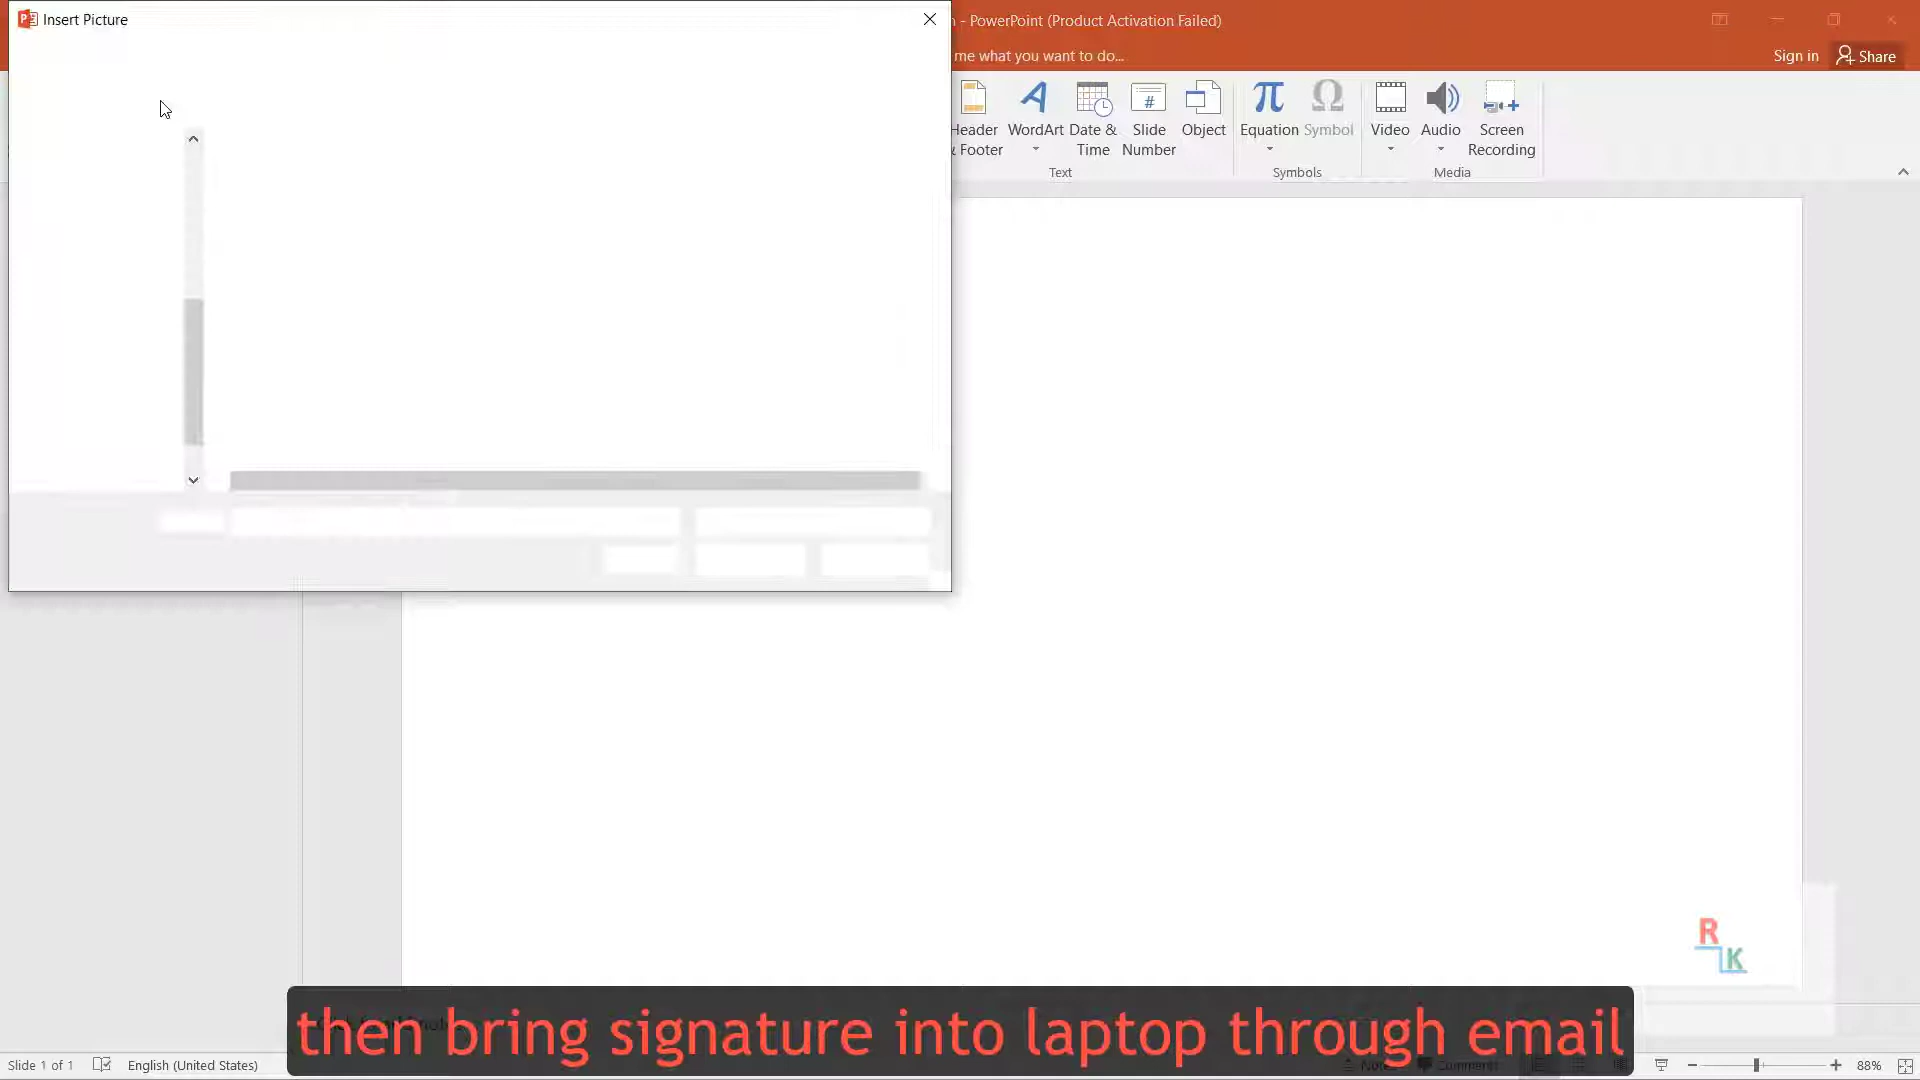 Insert Picture
- PowerPoint (Product Activation Failed)
me what you want to do...
Sign in
Share
Header
& Footer
WordArt
Date &
Time
Slide
Number
Object
Equation
Symbol
Video
Audio
Screen
Recording
Text
Symbols
Media
R
K
then bring signature into laptop through email
Slide 1 of 1
English (United States)
Comments
88%